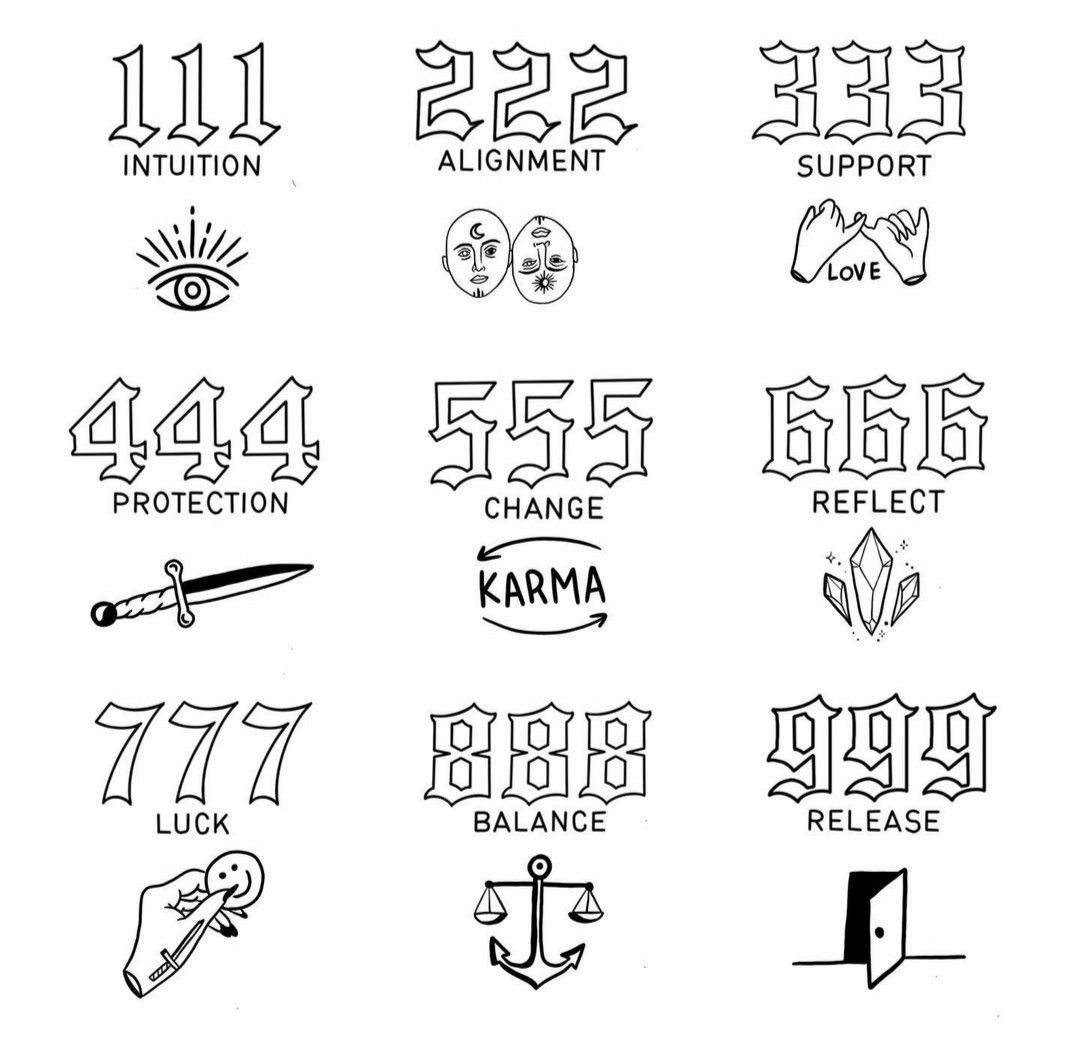 111
INTUITION
222
ALIGNMENT
333
SUPPORT
LOVE
444
PROTECTION
555
CHANGE
KARMA
666
REFLECT
777
LUCK
888
BALANCE
999
RELEASE